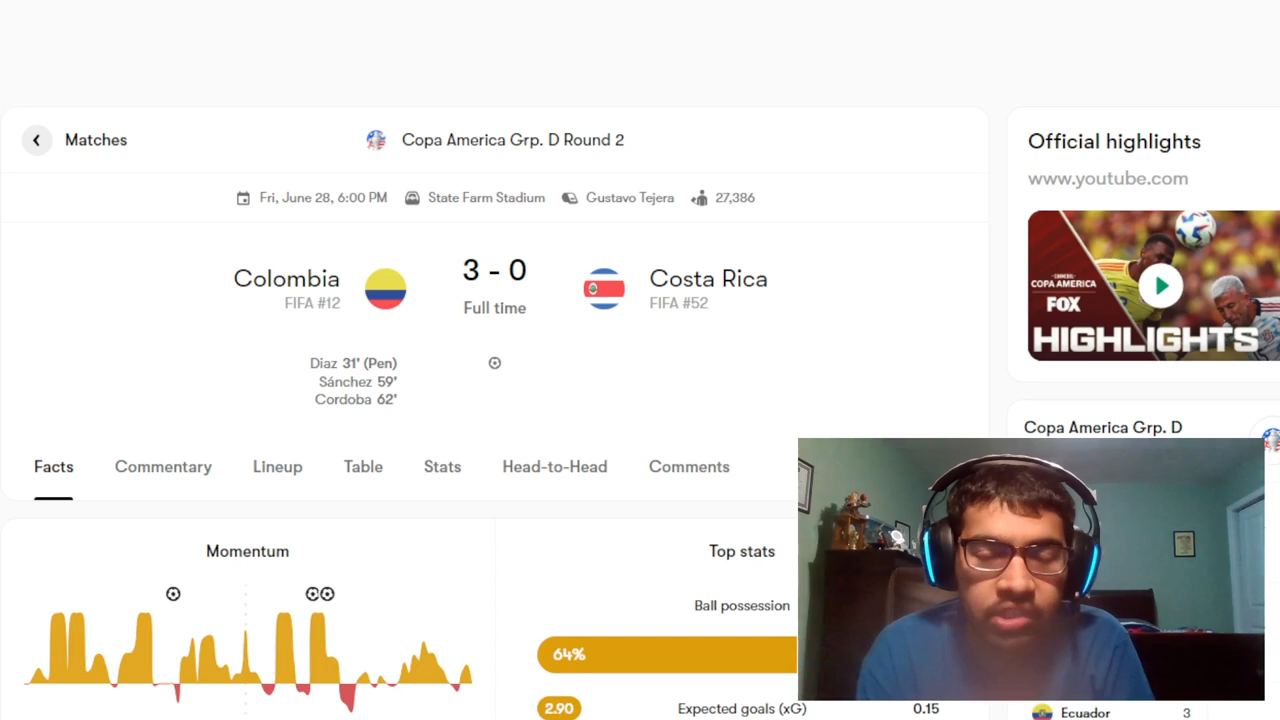 Matches
Copa America Grp. D Round 2
Fri, June 28, 6:00 PM State Farm Stadium Gustavo Tejera 27,386
Colombia
FIFA #12
3 - 0
Full time
Costa Rica
FIFA #52
Diaz 31' (Pen)
Sánchez 59'
Cordoba 62'
Facts Commentary Lineup Table Stats Head-to-Head Comments
Momentum
Top stats
Ball possession
64%
2.90 Expected goals (xG) 0.15
Official highlights
www.youtube.com
COPA AMERICA
FOX
HIGHLIGHTS
Copa America Grp. D
Ecuador 3